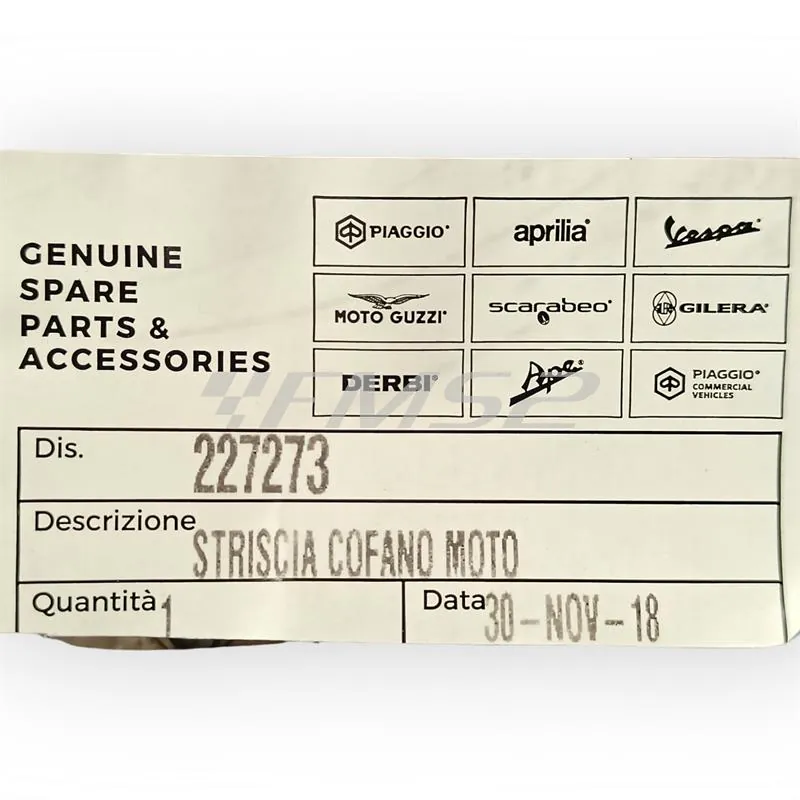 GENUINE
SPARE
PARTS &
ACCESSORIES
PIAGGIO
aprilia
Vespa
MOTO GUZZI
scarabeo
GILERA
DERBI
Ape
PIAGGIO
COMMERCIAL
VEHICLES
FMS2
Dis. 227273
Descrizione STRISCIA COFANO MOTO
Quantità 1
Data 30-NOV-18